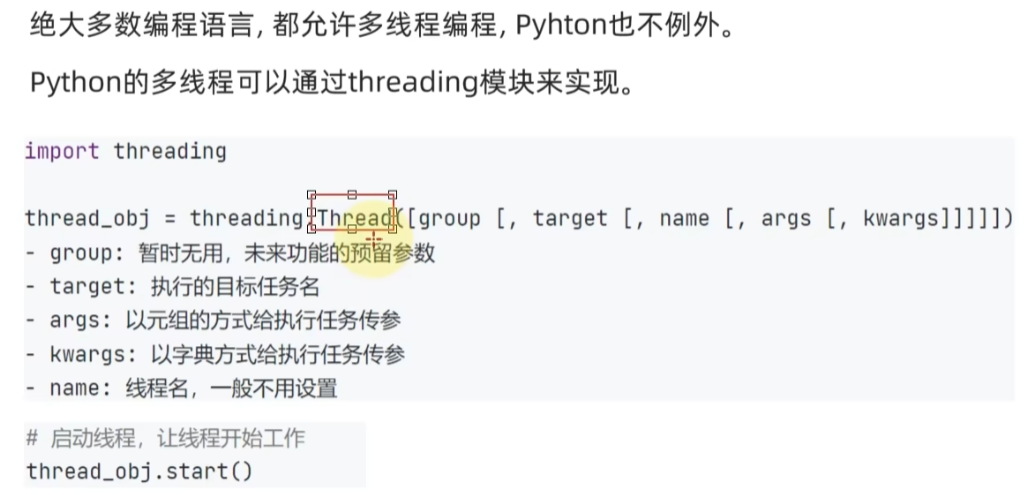 绝大多数编程语言, 都允许多线程编程, Pyhton也不例外。
Python的多线程可以通过threading模块来实现。
import threading
thread_obj = threading.Thread([group [, target [, name [, args [, kwargs]]]]])
- group: 暂时无用，未来功能的预留参数
- target: 执行的目标任务名
- args: 以元组的方式给执行任务传参
- kwargs: 以字典方式给执行任务传参
- name: 线程名，一般不用设置
# 启动线程，让线程开始工作
thread_obj.start()